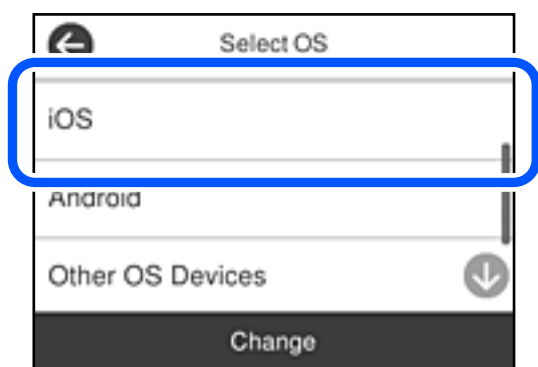 Select OS
iOS
Android
Other OS Devices
Change